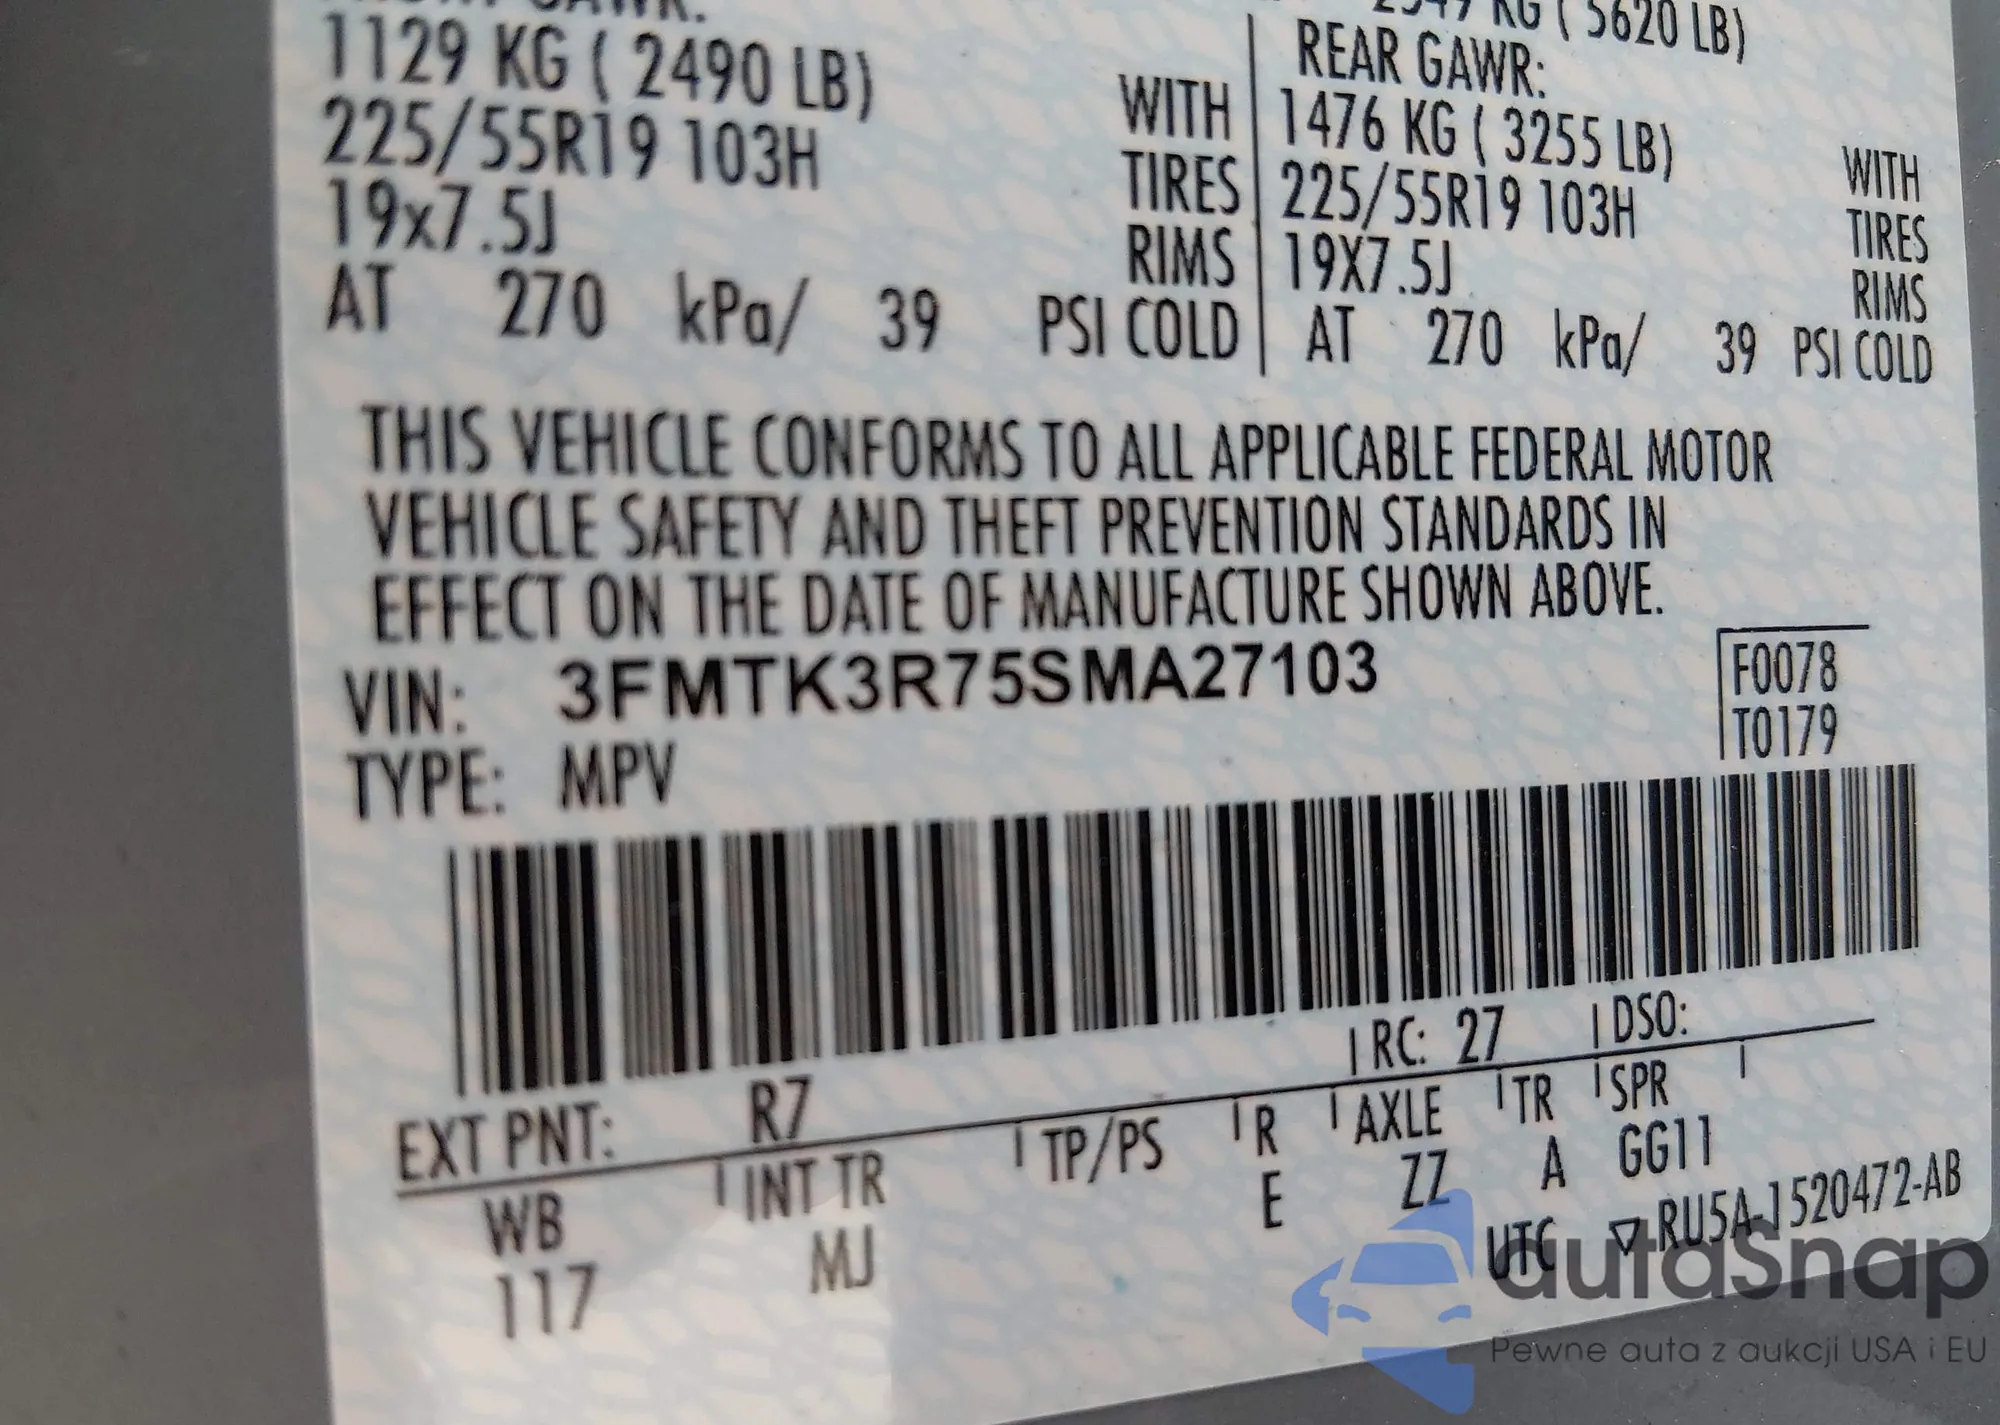 FRONT GAWR:
1129 KG ( 2490 LB) WITH
225/55R19 103H TIRES
19x7.5J RIMS
AT 270 kPa/ 39 PSI COLD
2549 KG ( 5620 LB)
REAR GAWR:
1476 KG ( 3255 LB) WITH
225/55R19 103H TIRES
19X7.5J RIMS
AT 270 kPa/ 39 PSI COLD
THIS VEHICLE CONFORMS TO ALL APPLICABLE FEDERAL MOTOR
VEHICLE SAFETY AND THEFT PREVENTION STANDARDS IN
EFFECT ON THE DATE OF MANUFACTURE SHOWN ABOVE.
VIN: 3FMTK3R75SMA27103
TYPE: MPV
F0078
T0179
EXT PNT: R7 RC: 27 DSO:
WB INT TR TP/PS R AXLE TR SPR
117 MJ E ZZ A GG11
UTC ▽ RU5A-1520472-AB
autaSnap
Pewne auta z aukcji USA i EU